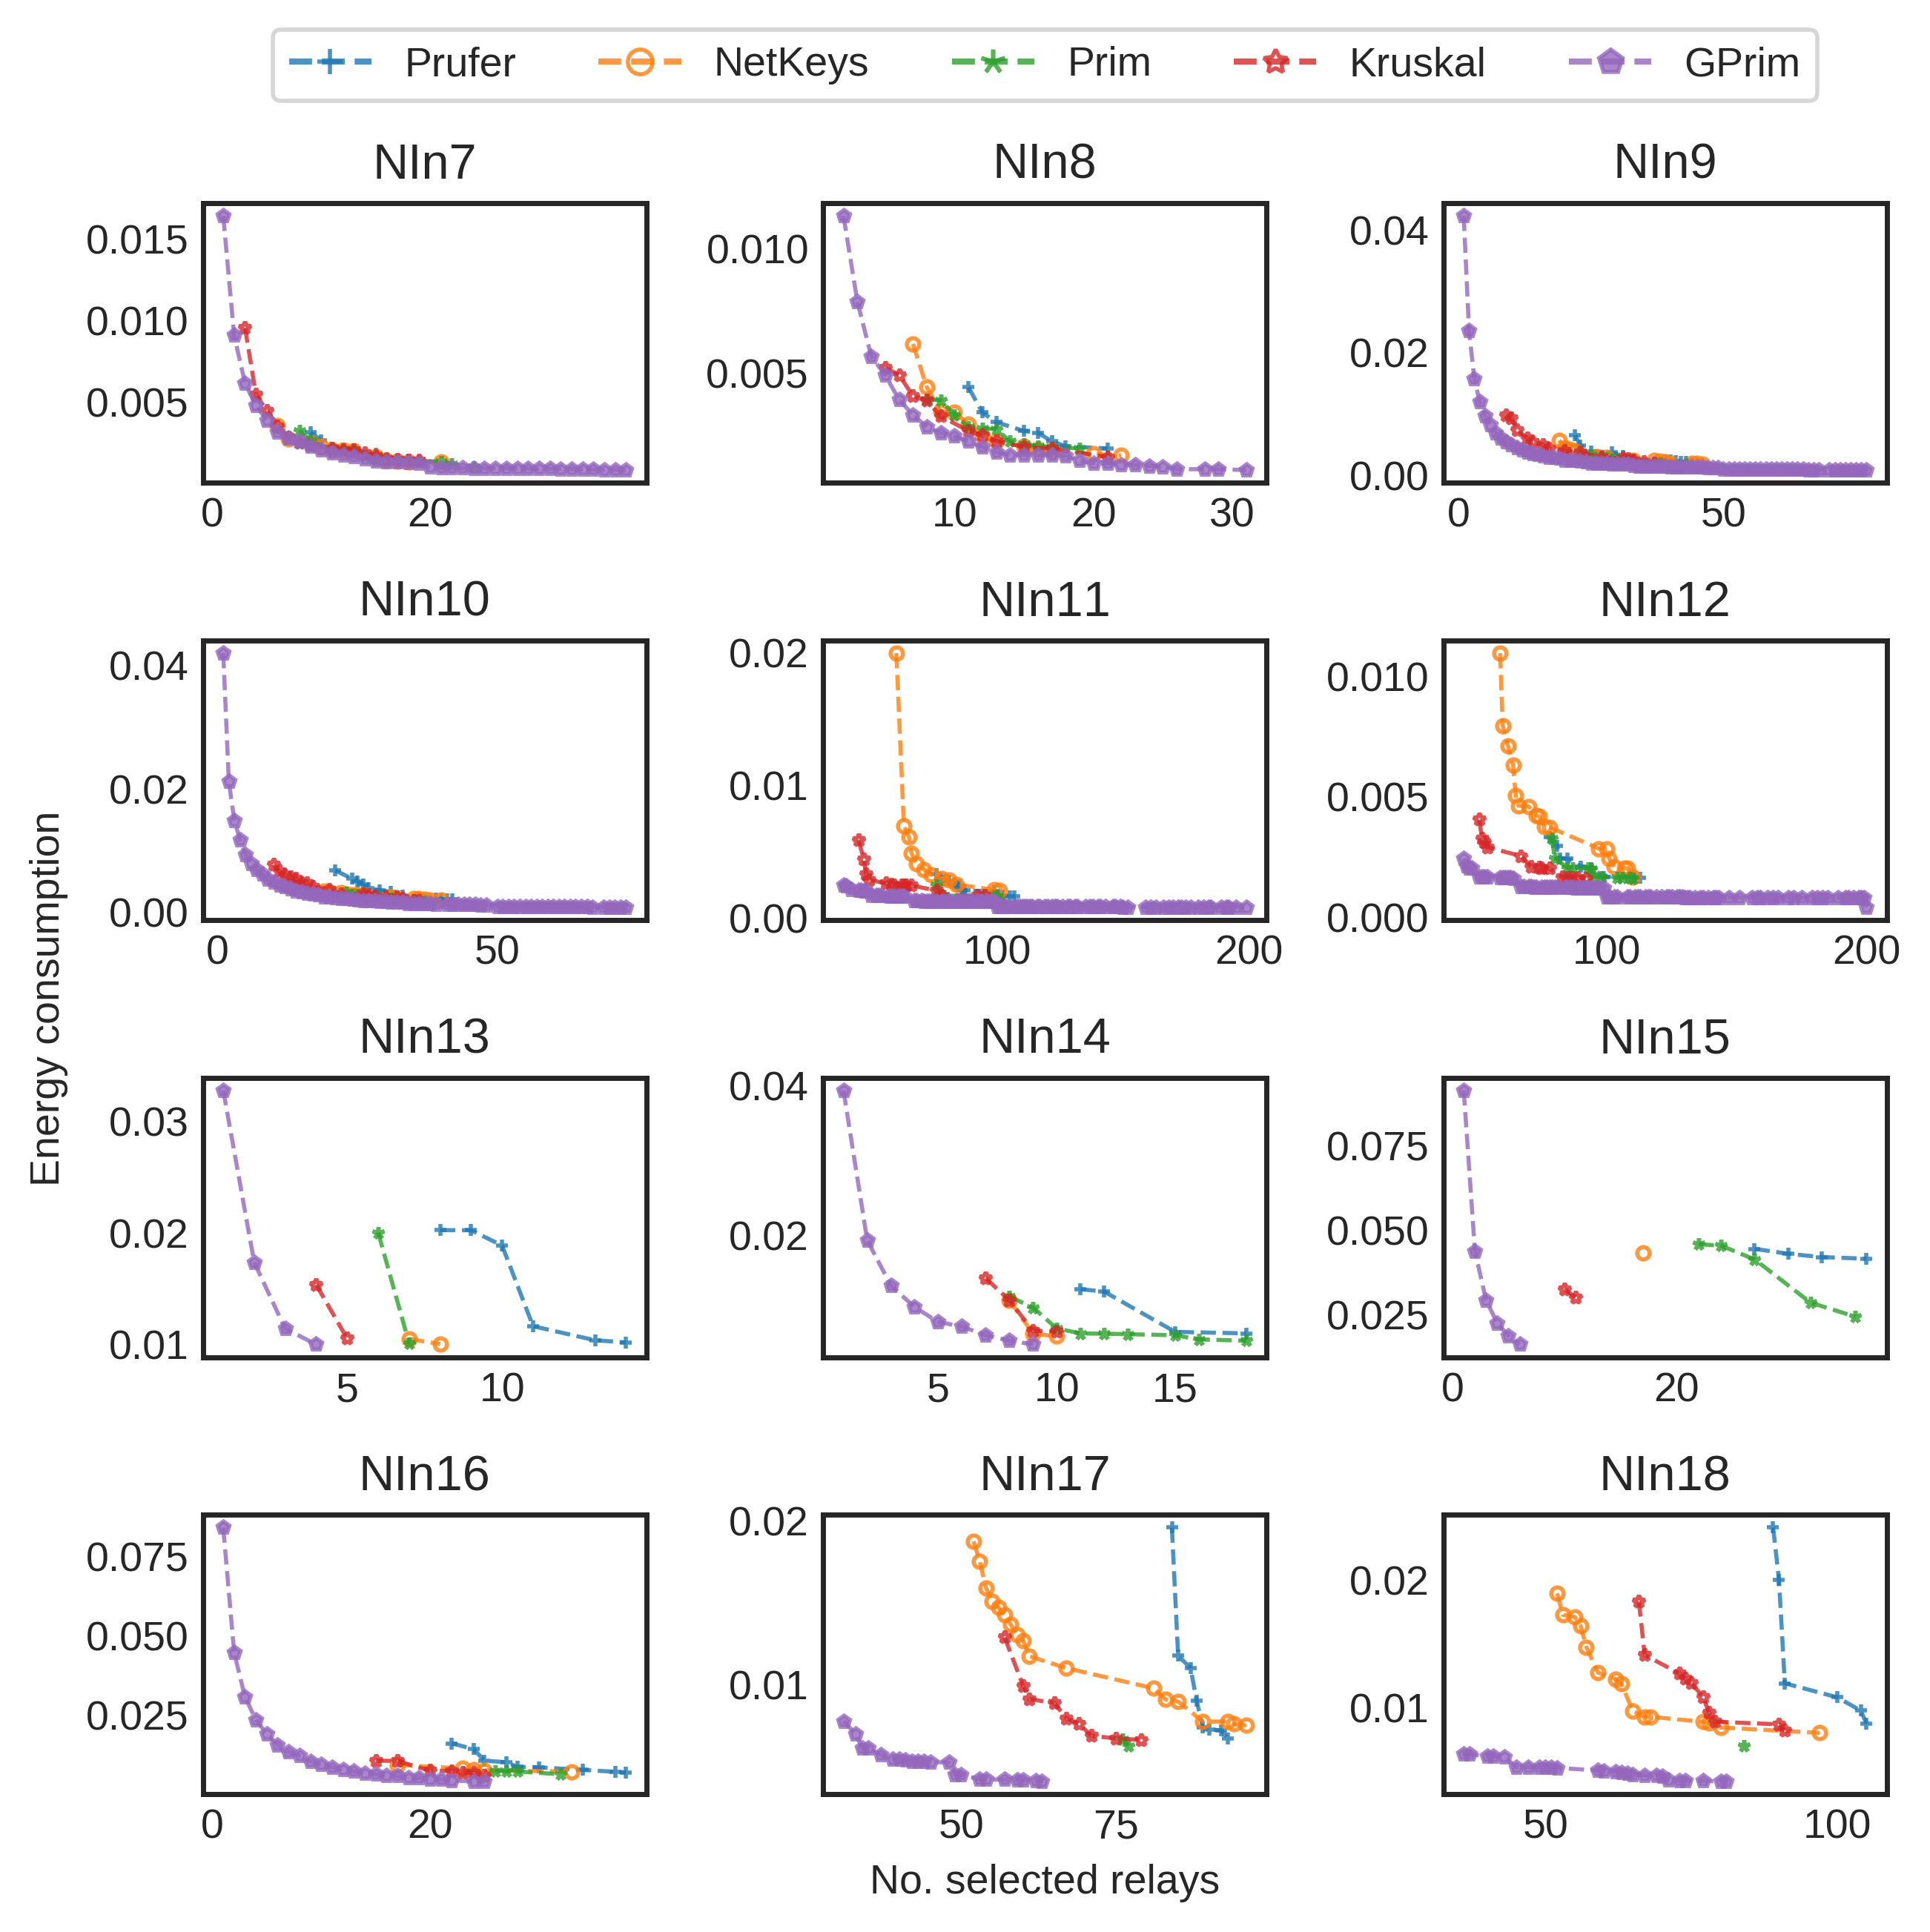 Prufer NetKeys Prim Kruskal GPrim
NIn7 NIn8 NIn9
0.015 0.010 0.005
0 20
0.010 0.005
10 20 30
0.04 0.02 0.00
0 50
NIn10 NIn11 NIn12
0.04 0.02 0.00
0 50
0.02 0.01 0.00
100 200
0.010 0.005 0.000
100 200
Energy consumption
NIn13 NIn14 NIn15
0.03 0.02 0.01
5 10
0.04 0.02
5 10 15
0.075 0.050 0.025
0 20
NIn16 NIn17 NIn18
0.075 0.050 0.025
0 20
0.02 0.01
50 75
0.02 0.01
50 100
No. selected relays